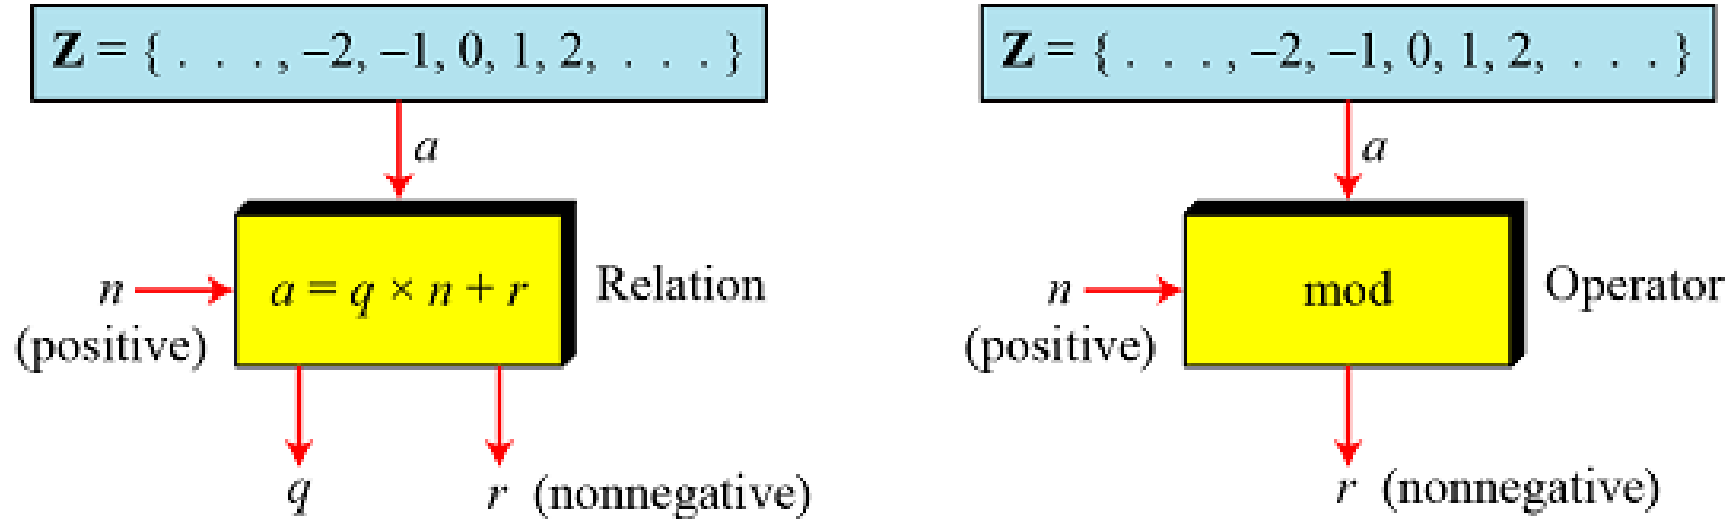 Z = { . . . , –2, –1, 0, 1, 2, . . . }
a
n
(positive)
a = q × n + r
Relation
q
r (nonnegative)
Z = { . . . , –2, –1, 0, 1, 2, . . . }
a
n
(positive)
mod
Operator
r (nonnegative)